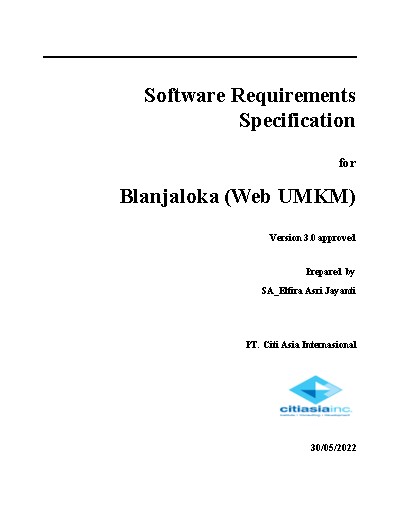 Software Requirements
Specification
for
Blanjaloka (Web UMKM)
Version 3.0 approved
Prepared by
SA_Elfira Asri Jayanti
PT. Citi Asia Internasional
citiasiainc.
30/05/2022